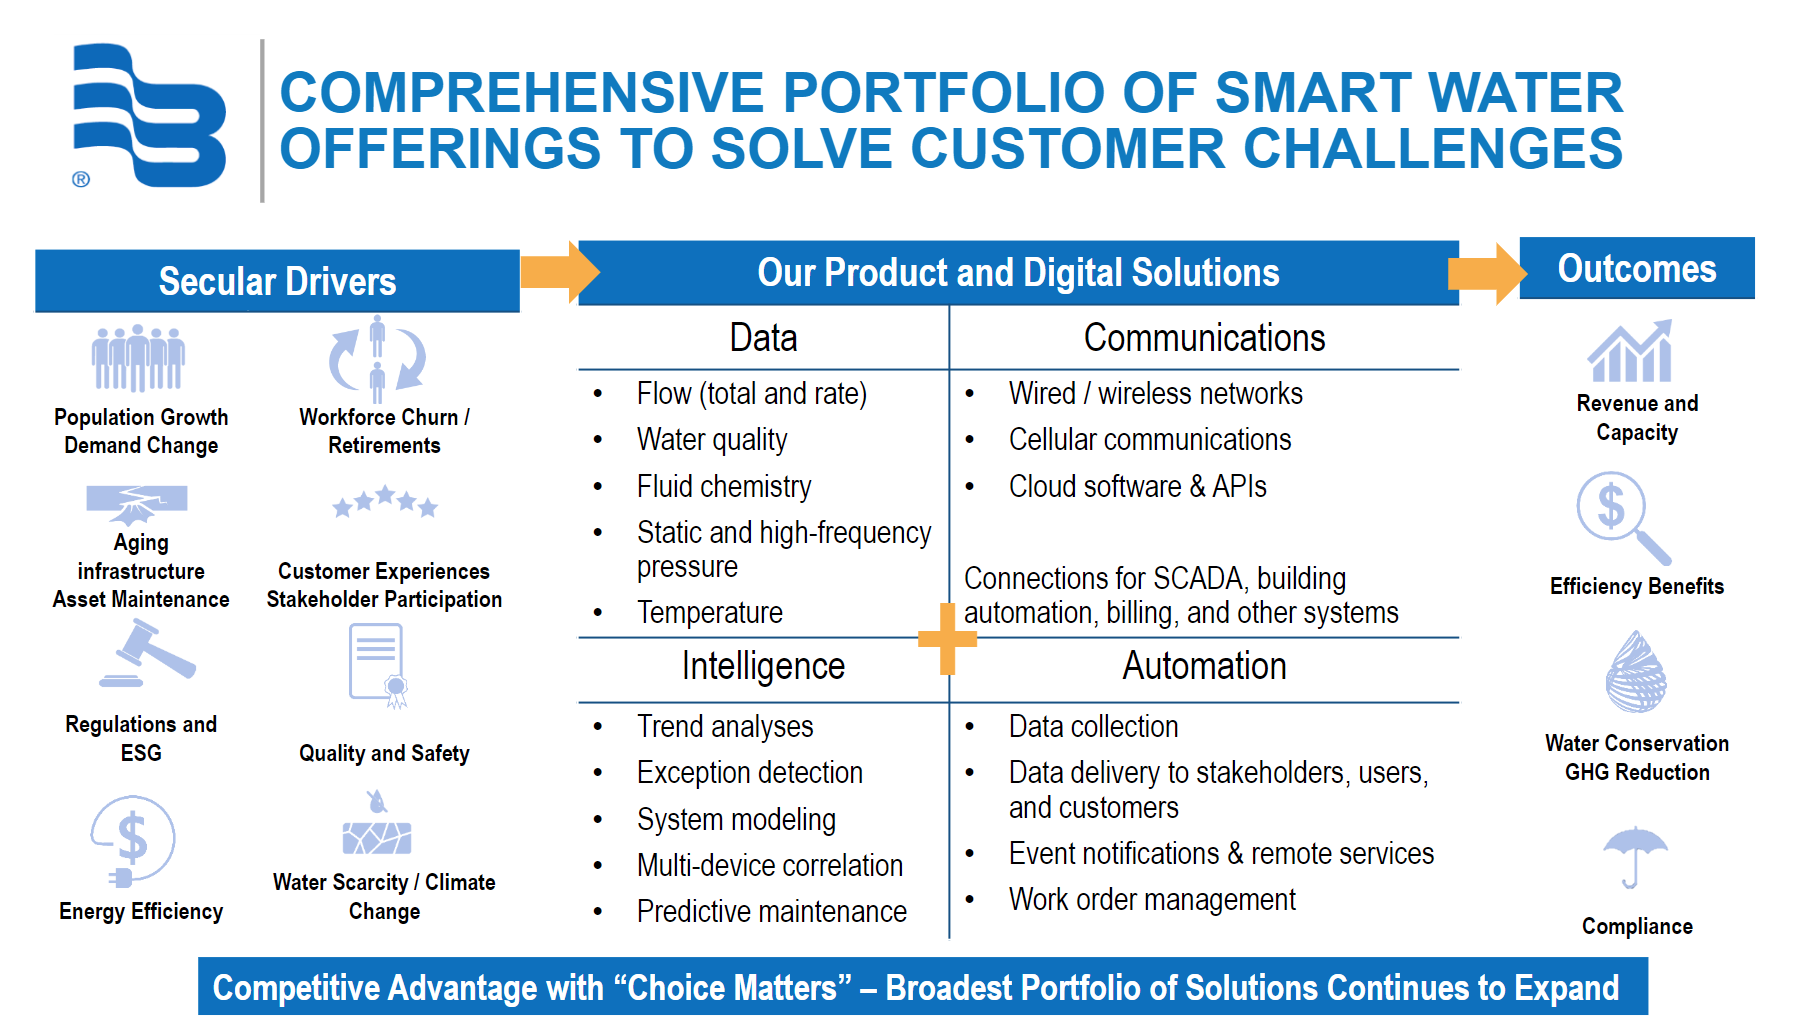 COMPREHENSIVE PORTFOLIO OF SMART WATER
OFFERINGS TO SOLVE CUSTOMER CHALLENGES
®
Secular Drivers
Population Growth
Demand Change
Workforce Churn /
Retirements
Aging
infrastructure
Asset Maintenance
Customer Experiences
Stakeholder Participation
Regulations and
ESG
Quality and Safety
$
Energy Efficiency
Water Scarcity / Climate
Change
Our Product and Digital Solutions
Data
• Flow (total and rate)
• Water quality
• Fluid chemistry
• Static and high-frequency
pressure
• Temperature
Communications
• Wired / wireless networks
• Cellular communications
• Cloud software & APIs
Connections for SCADA, building
automation, billing, and other systems
Intelligence
• Trend analyses
• Exception detection
• System modeling
• Multi-device correlation
• Predictive maintenance
Automation
• Data collection
• Data delivery to stakeholders, users,
and customers
• Event notifications & remote services
• Work order management
Outcomes
Revenue and
Capacity
$
Efficiency Benefits
Water Conservation
GHG Reduction
Compliance
Competitive Advantage with “Choice Matters” – Broadest Portfolio of Solutions Continues to Expand